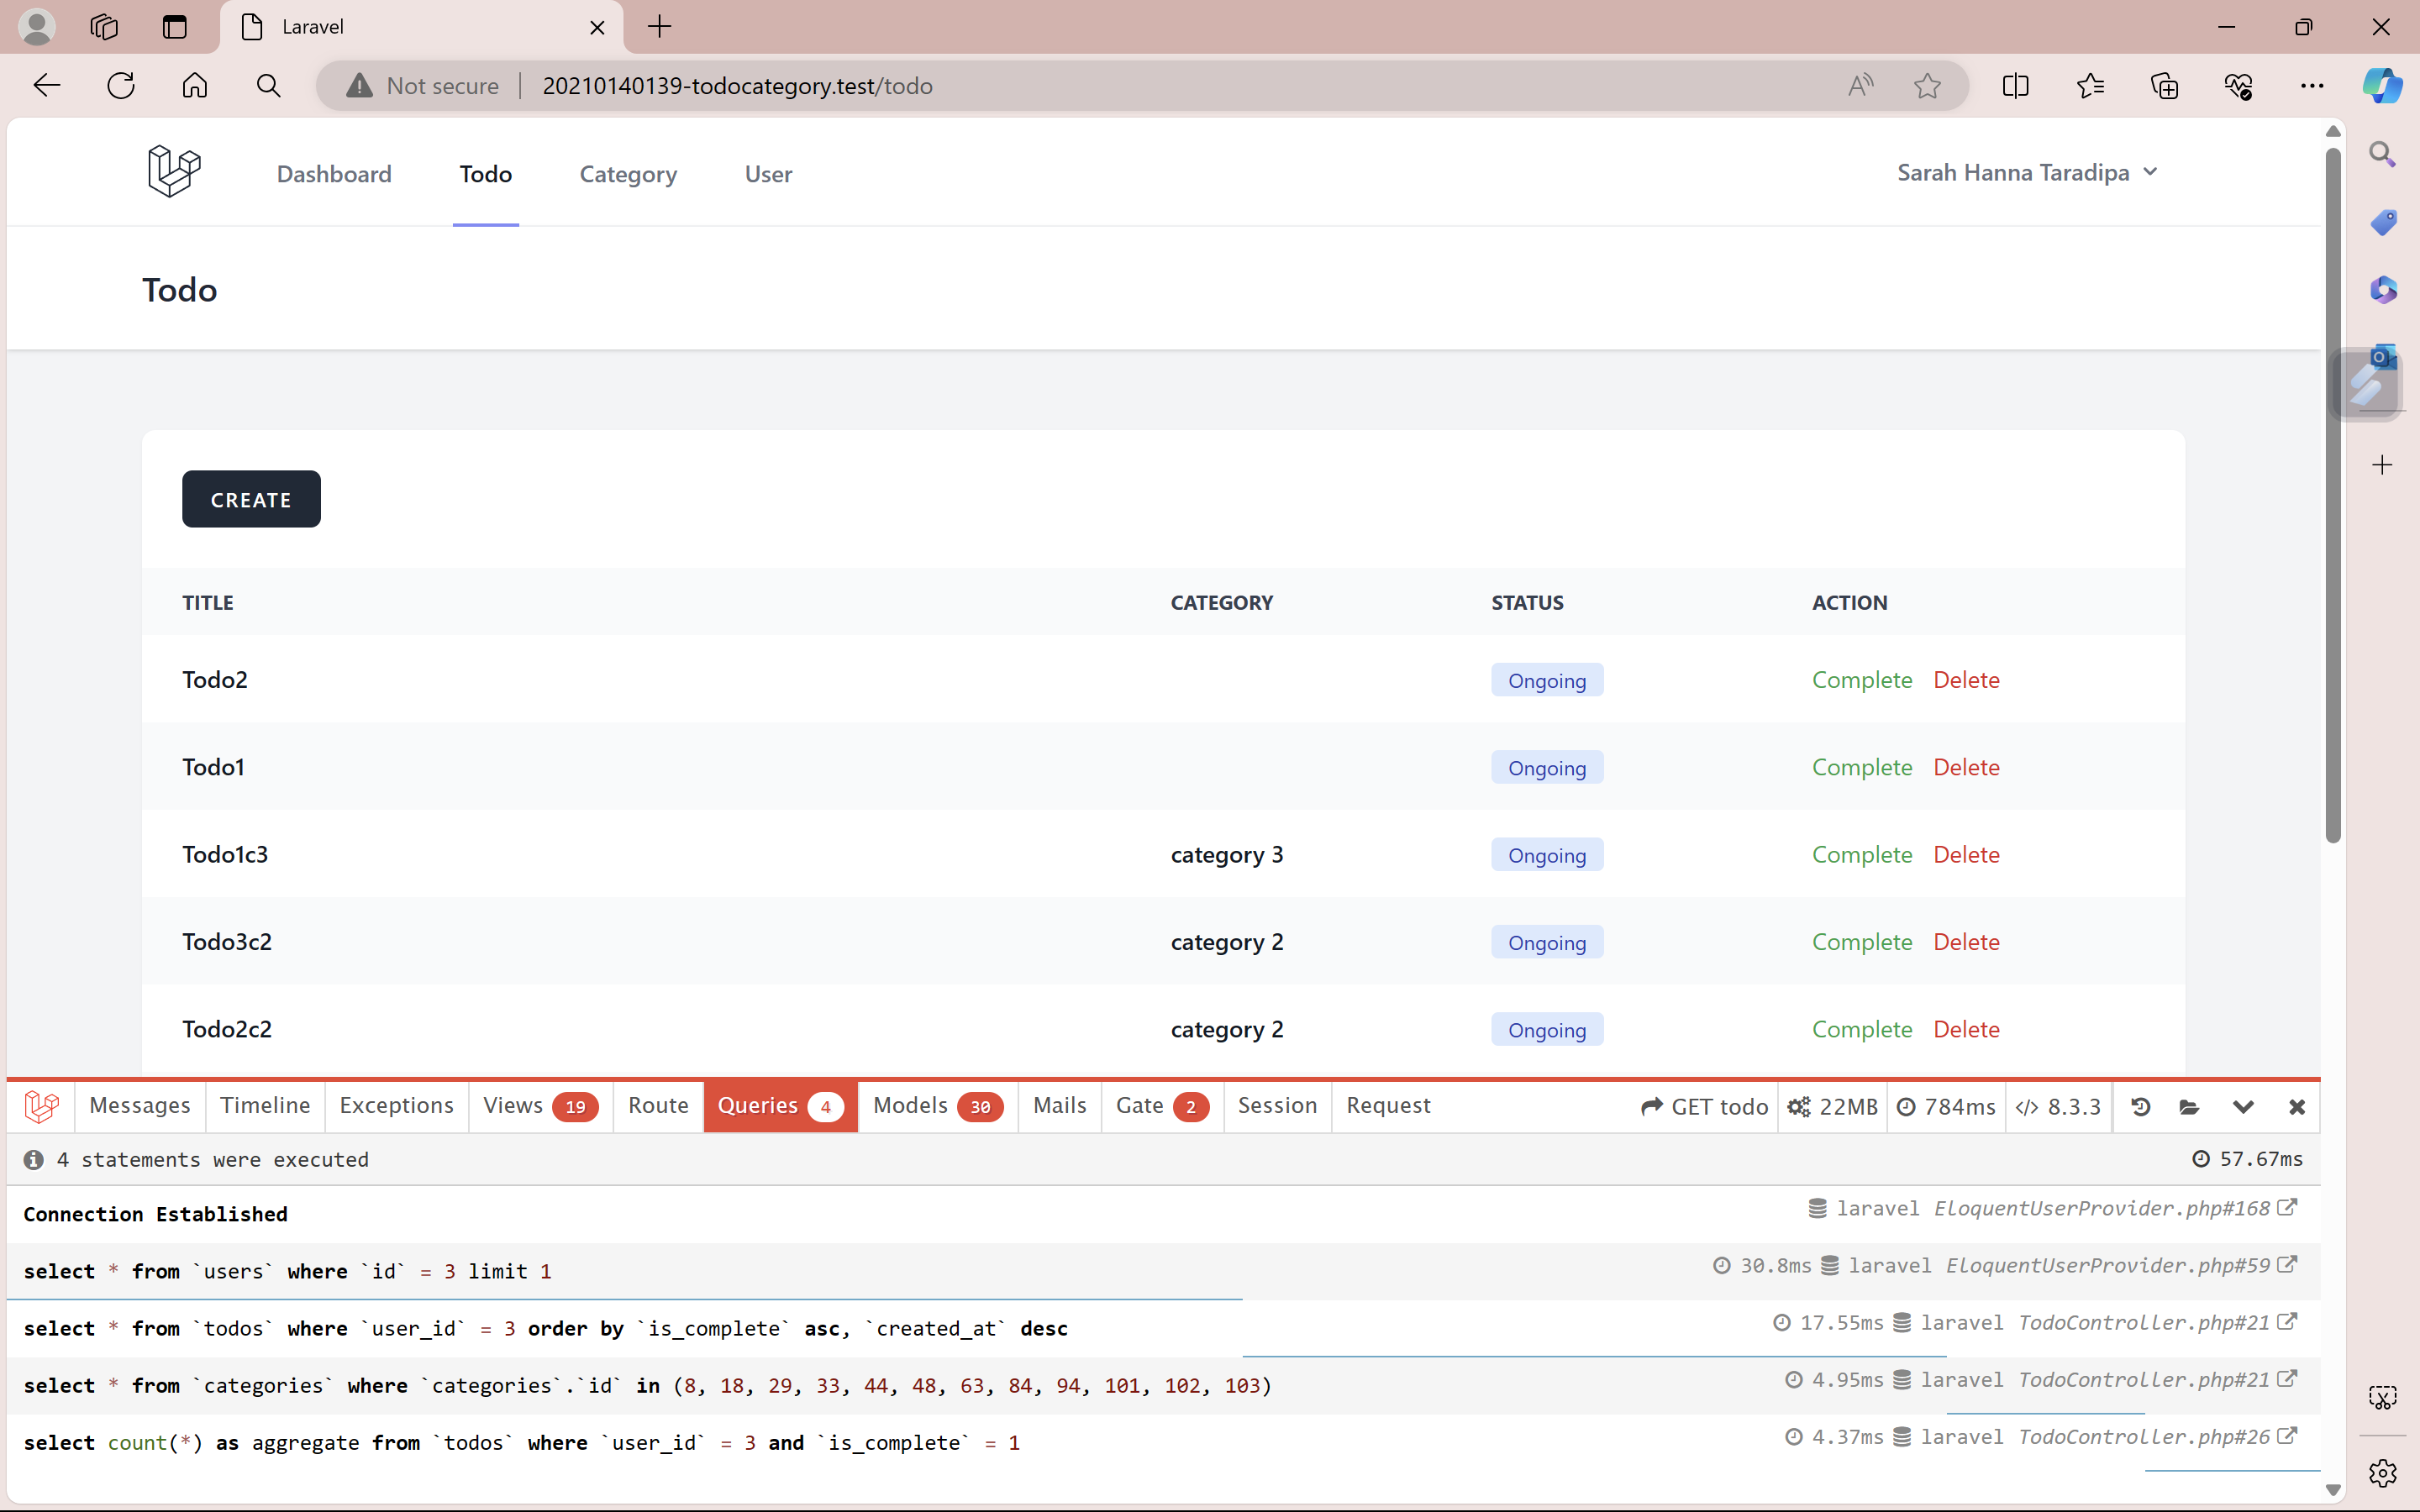 Laravel
Not secure 20210140139-todocategory.test/todo
Dashboard Todo Category User Sarah Hanna Taradipa
Todo
CREATE
TITLE CATEGORY STATUS ACTION
Todo2 Ongoing Complete Delete
Todo1 Ongoing Complete Delete
Todo1c3 category 3 Ongoing Complete Delete
Todo3c2 category 2 Ongoing Complete Delete
Todo2c2 category 2 Ongoing Complete Delete
Messages Timeline Exceptions Views 19 Route Queries 4 Models 30 Mails Gate 2 Session Request GET todo 22MB 784ms 8.3.3
4 statements were executed 57.67ms
Connection Established laravel EloquentUserProvider.php#168
select * from `users` where `id` = 3 limit 1 30.8ms laravel EloquentUserProvider.php#59
select * from `todos` where `user_id` = 3 order by `is_complete` asc, `created_at` desc 17.55ms laravel TodoController.php#21
select * from `categories` where `categories`.`id` in (8, 18, 29, 33, 44, 48, 63, 84, 94, 101, 102, 103) 4.95ms laravel TodoController.php#21
select count(*) as aggregate from `todos` where `user_id` = 3 and `is_complete` = 1 4.37ms laravel TodoController.php#26